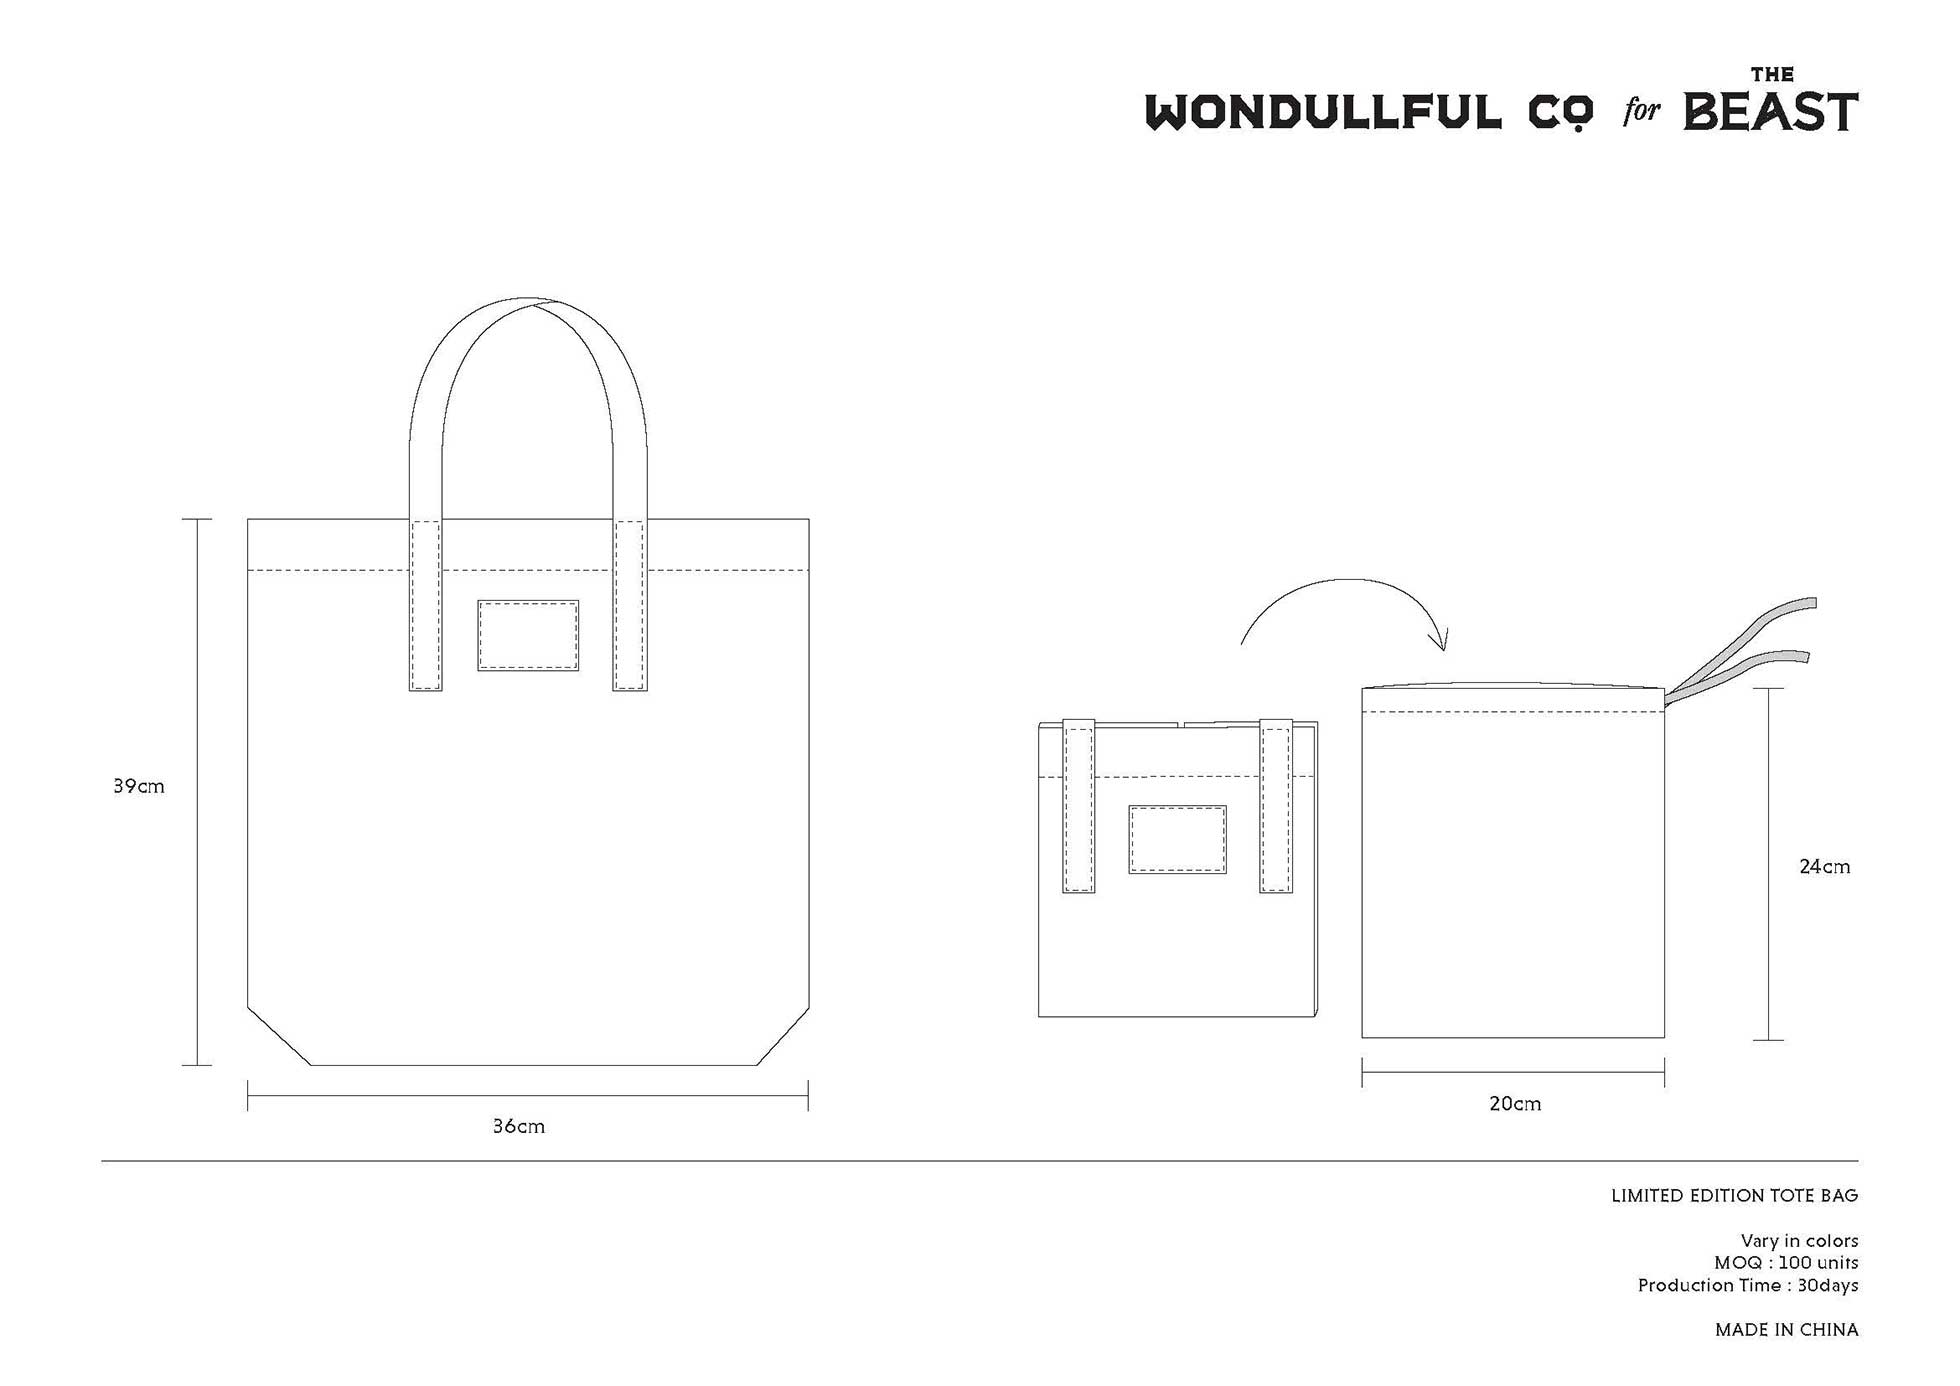 WONDULLFUL CO for THE BEAST
39cm
36cm
24cm
20cm
LIMITED EDITION TOTE BAG
Vary in colors
MOQ : 100 units
Production Time : 30days
MADE IN CHINA